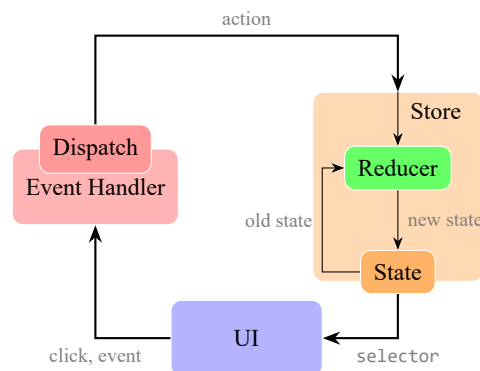 action
Store
Dispatch
Event Handler
Reducer
old state
new state
State
UI
click, event
selector